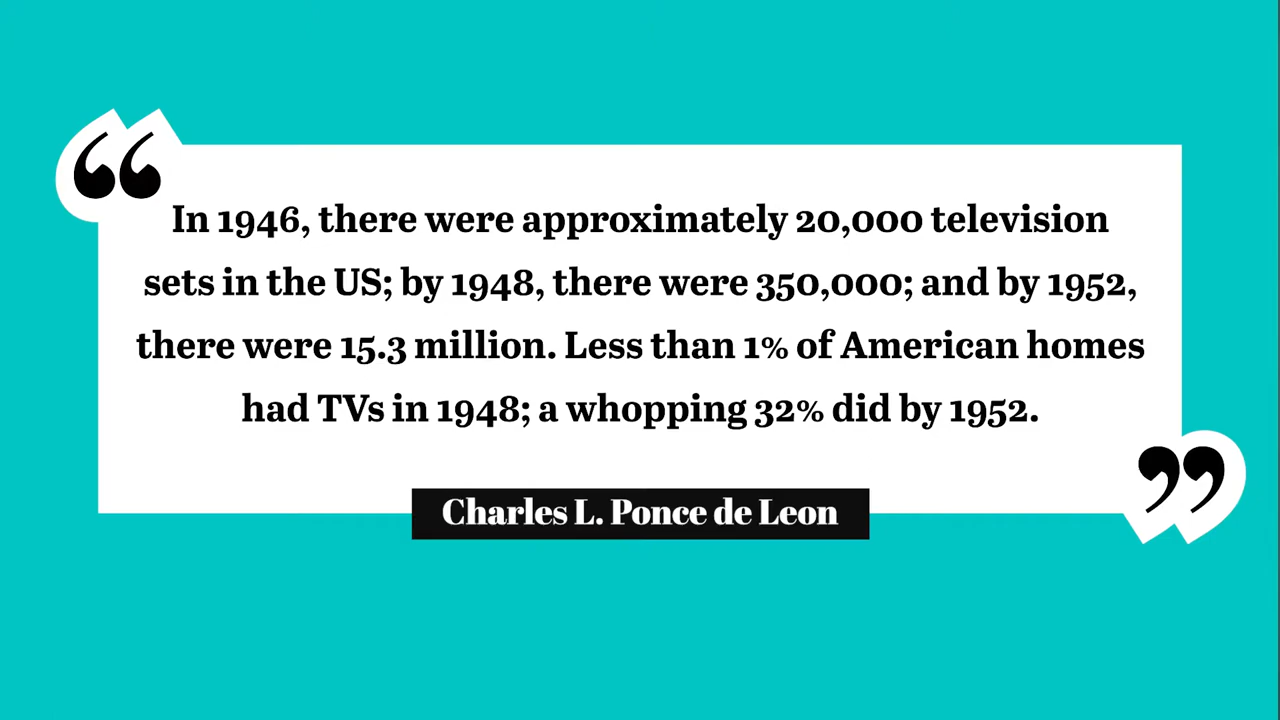 “
In 1946, there were approximately 20,000 television
sets in the US; by 1948, there were 350,000; and by 1952,
there were 15.3 million. Less than 1% of American homes
had TVs in 1948; a whopping 32% did by 1952.
”
Charles L. Ponce de Leon